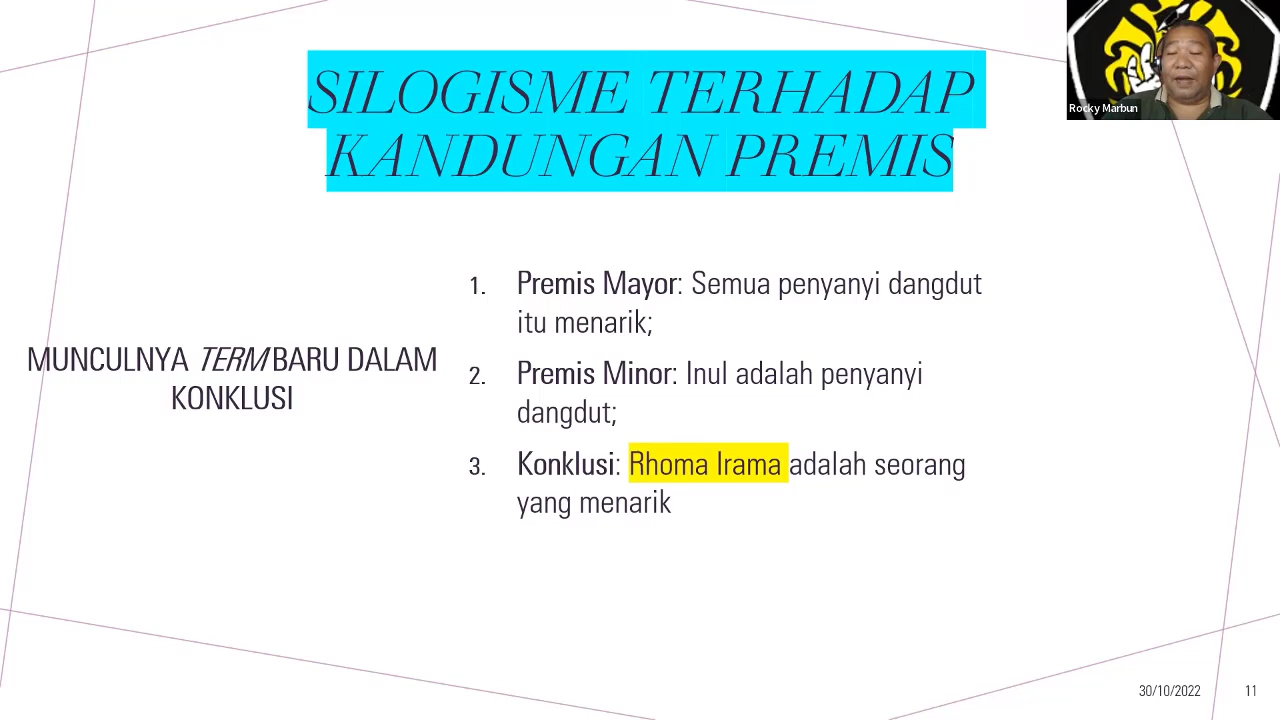 SILOGISME TERHADAP
KANDUNGAN PREMIS
Rocky Marbun
MUNCULNYA TERM BARU DALAM
KONKLUSI
1. Premis Mayor: Semua penyanyi dangdut
itu menarik;
2. Premis Minor: Inul adalah penyanyi
dangdut;
3. Konklusi: Rhoma Irama adalah seorang
yang menarik
30/10/2022
11